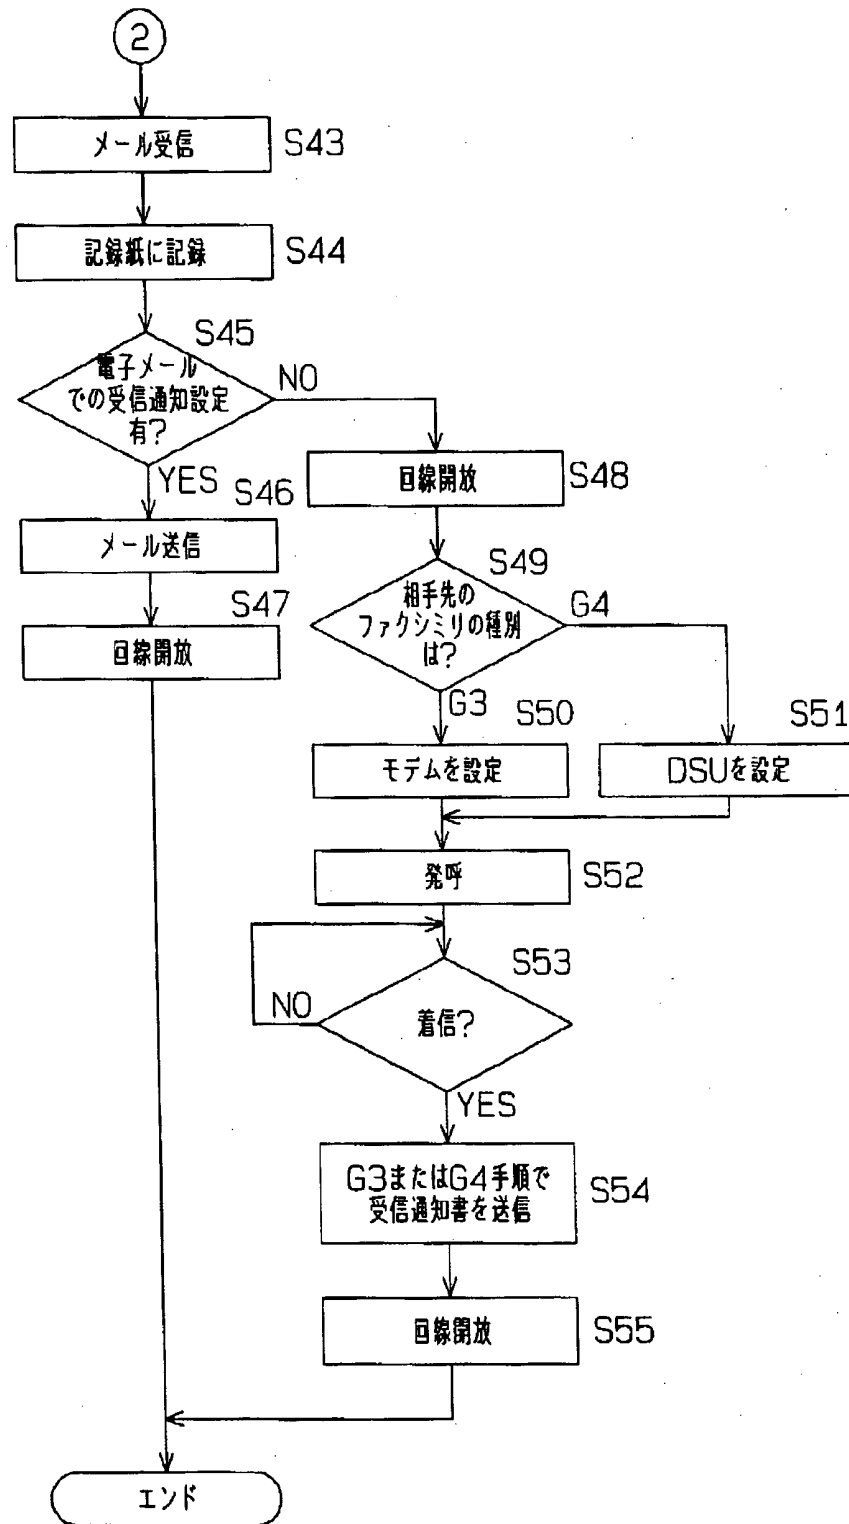 2
メール受信
S43
記録紙に記録
S44
S45
電子メール
での受信通知設定
有?
NO
YES
S46
メール送信
S47
回線開放
回線開放
S48
S49
相手先の
ファクシミリの種別
は?
G4
G3
S50
モデムを設定
S51
DSUを設定
発呼
S52
S53
着信?
NO
YES
G3またはG4手順で
受信通知書を送信
S54
回線開放
S55
エンド